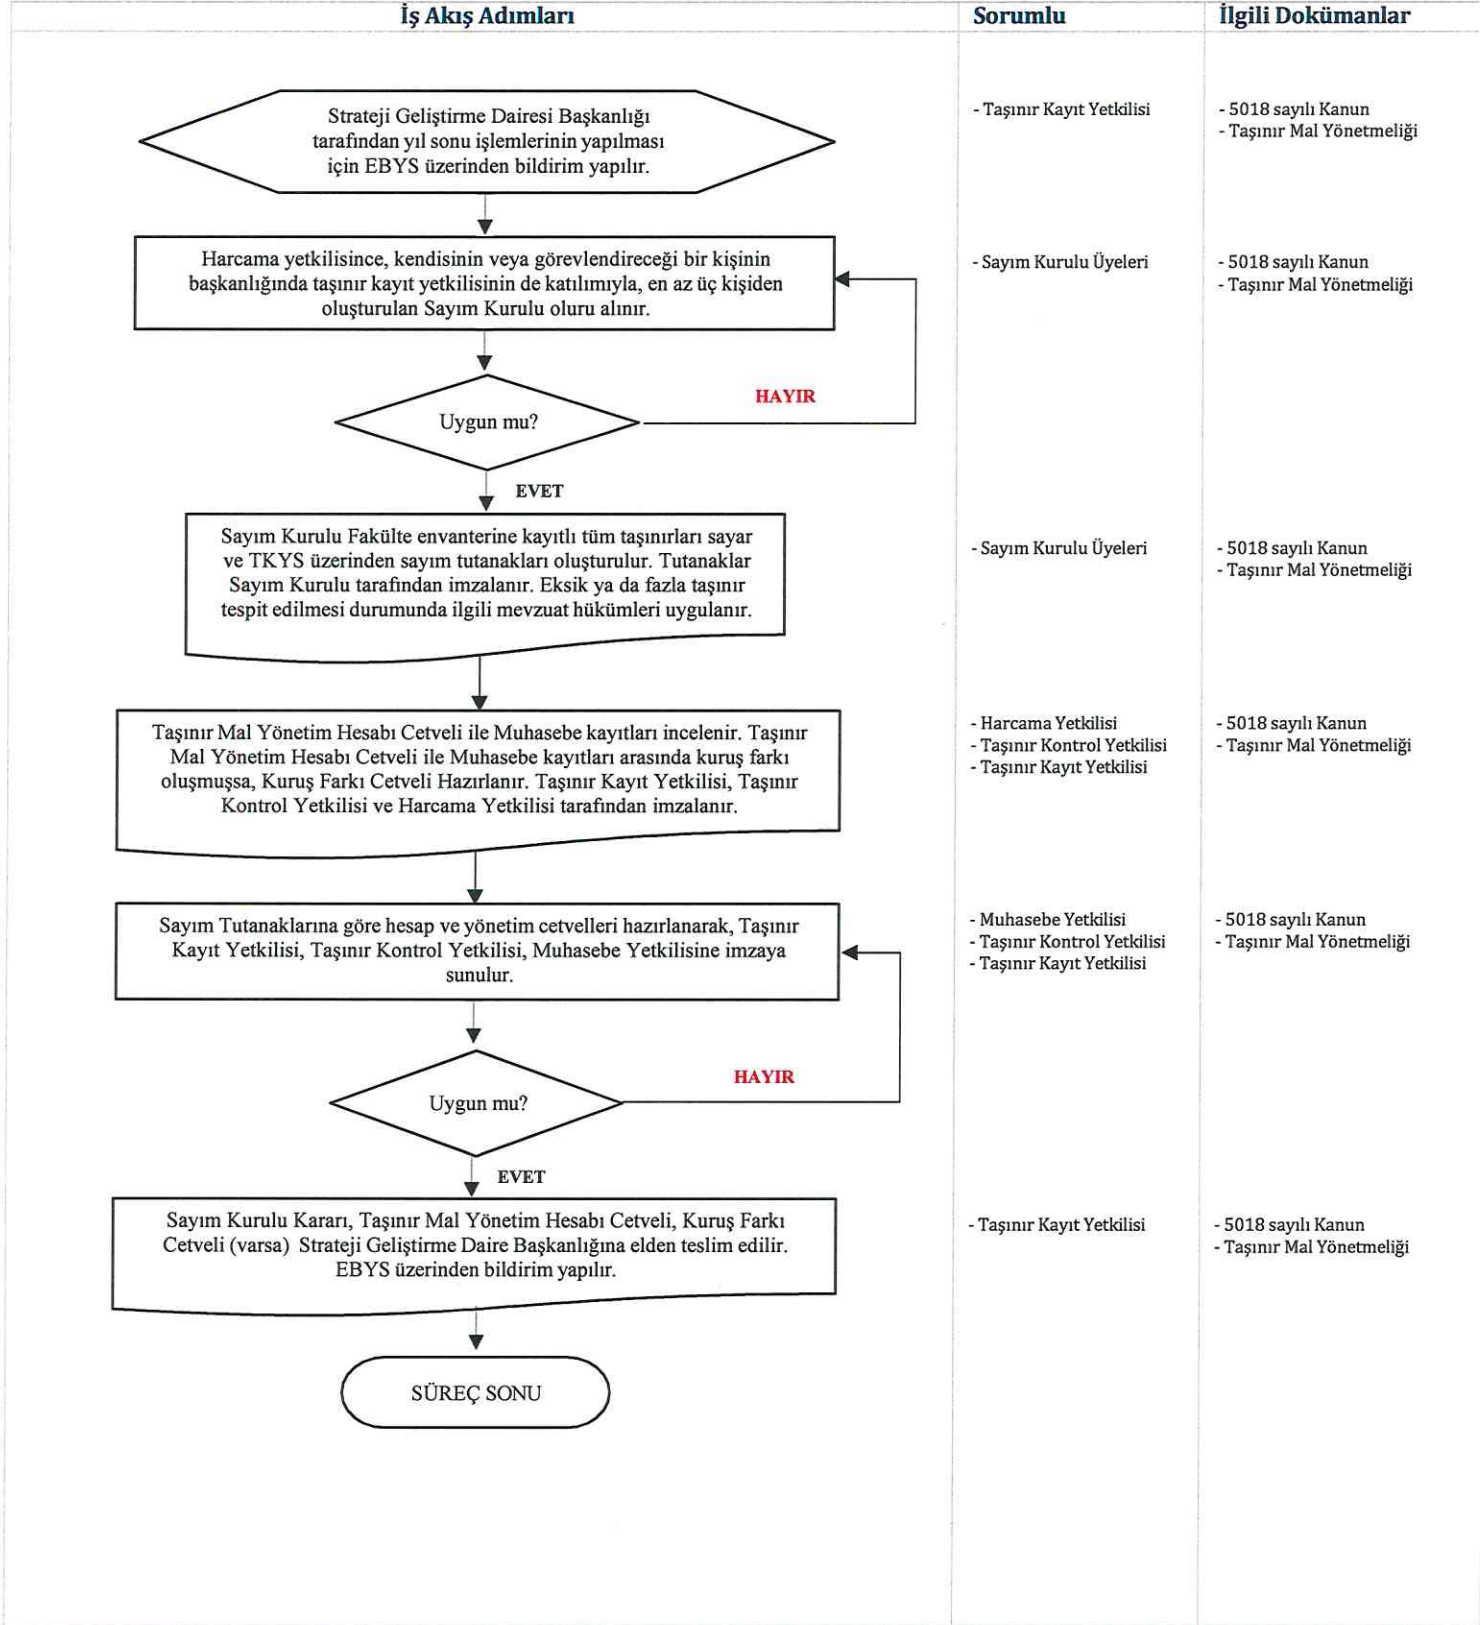 İş Akış Adımları
Sorumlu
İlgili Dokümanlar
Strateji Geliştirme Dairesi Başkanlığı
tarafından yıl sonu işlemlerinin yapılması
için EBYS üzerinden bildirim yapılır.
- Taşınır Kayıt Yetkilisi
- 5018 sayılı Kanun
- Taşınır Mal Yönetmeliği
Harcama yetkilisince, kendisinin veya görevlendireceği bir kişinin
başkanlığında taşınır kayıt yetkilisinin de katılımıyla, en az üç kişiden
oluşturulan Sayım Kurulu oluru alınır.
- Sayım Kurulu Üyeleri
- 5018 sayılı Kanun
- Taşınır Mal Yönetmeliği
HAYIR
Uygun mu?
EVET
Sayım Kurulu Fakülte envanterine kayıtlı tüm taşınırları sayar
ve TKYS üzerinden sayım tutanakları oluşturulur. Tutanaklar
Sayım Kurulu tarafından imzalanır. Eksik ya da fazla taşınır
tespit edilmesi durumunda ilgili mevzuat hükümleri uygulanır.
- Sayım Kurulu Üyeleri
- 5018 sayılı Kanun
- Taşınır Mal Yönetmeliği
Taşınır Mal Yönetim Hesabı Cetveli ile Muhasebe kayıtları incelenir. Taşınır
Mal Yönetim Hesabı Cetveli ile Muhasebe kayıtları arasında kuruş farkı
oluşmuşsa, Kuruş Farkı Cetveli Hazırlanır. Taşınır Kayıt Yetkilisi, Taşınır
Kontrol Yetkilisi ve Harcama Yetkilisi tarafından imzalanır.
- Harcama Yetkilisi
- Taşınır Kontrol Yetkilisi
- Taşınır Kayıt Yetkilisi
- 5018 sayılı Kanun
- Taşınır Mal Yönetmeliği
Sayım Tutanaklarına göre hesap ve yönetim cetvelleri hazırlanarak, Taşınır
Kayıt Yetkilisi, Taşınır Kontrol Yetkilisi, Muhasebe Yetkilisine imzaya
sunulur.
- Muhasebe Yetkilisi
- Taşınır Kontrol Yetkilisi
- Taşınır Kayıt Yetkilisi
- 5018 sayılı Kanun
- Taşınır Mal Yönetmeliği
HAYIR
Uygun mu?
EVET
Sayım Kurulu Kararı, Taşınır Mal Yönetim Hesabı Cetveli, Kuruş Farkı
Cetveli (varsa) Strateji Geliştirme Daire Başkanlığına elden teslim edilir.
EBYS üzerinden bildirim yapılır.
- Taşınır Kayıt Yetkilisi
- 5018 sayılı Kanun
- Taşınır Mal Yönetmeliği
SÜREÇ SONU